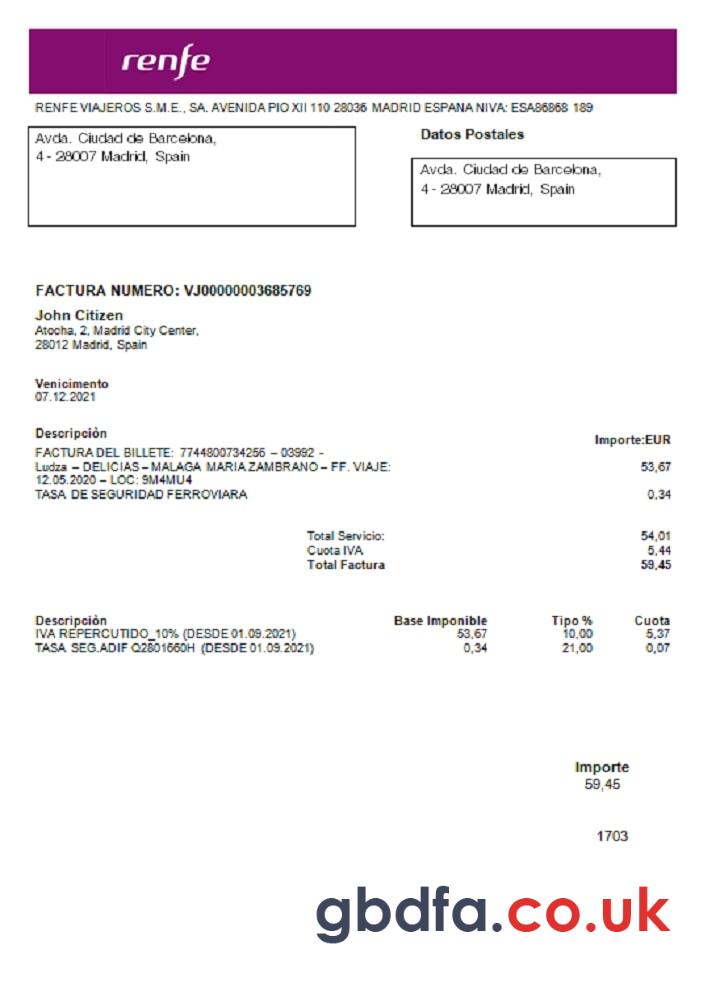 renfe
RENFE VIAJEROS S.M.E., SA. AVENIDA PIO XII 110 28036 MADRID ESPANA NIVA: ESA86868 189
Avda. Ciudad de Barcelona,
4 - 28007 Madrid, Spain
Datos Postales
Avda. Ciudad de Barcelona,
4 - 28007 Madrid, Spain
FACTURA NUMERO: VJ00000003685769
John Citizen
Atocha, 2, Madrid City Center,
28012 Madrid, Spain
Venicimento
07.12.2021
Descripciòn Importe:EUR
FACTURA DEL BILLETE: 7744800734256 – 03992 -
Ludza – DELICIAS – MALAGA MARIA ZAMBRANO – FF. VIAJE: 53,67
12.05.2020 – LOC: 9M4MU4
TASA DE SEGURIDAD FERROVIARA 0,34
Total Servicio: 54,01
Cuota IVA 5,44
Total Factura 59,45
Descripciòn Base Imponible Tipo % Cuota
IVA REPERCUTIDO_10% (DESDE 01.09.2021) 53,67 10,00 5,37
TASA SEG.ADIF Q2801660H (DESDE 01.09.2021) 0,34 21,00 0,07
Importe
59,45
1703
gbdfa.co.uk